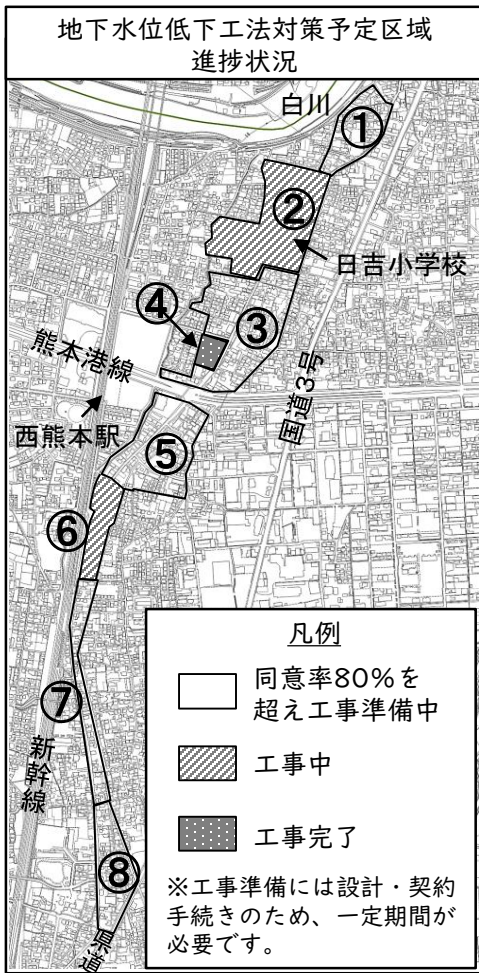 地下水位低下工法対策予定区域
進捗状況
白川
①
②
日吉小学校
④
③
熊本港線
国道3号
西熊本駅
⑤
⑥
凡例
同意率80%を
超え工事準備中
⑦
新幹線
工事中
工事完了
⑧
※工事準備には設計・契約
手続きのため、一定期間が
必要です。
県道